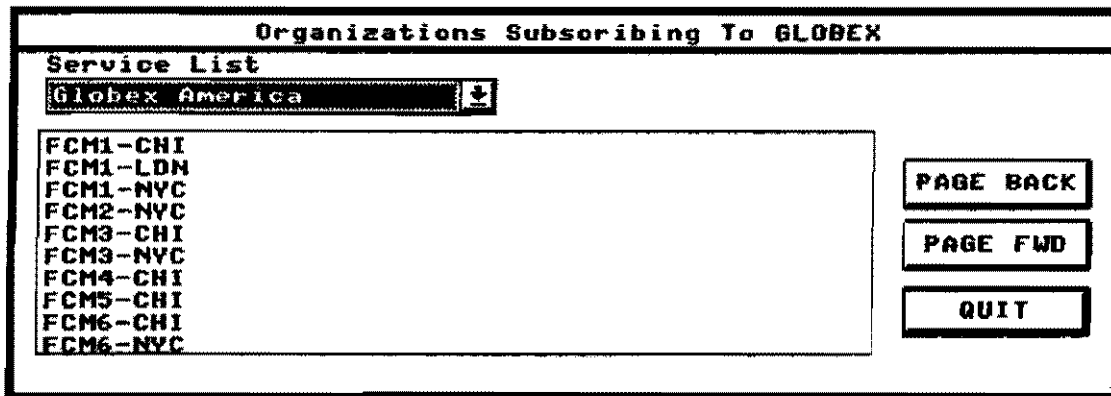 Organizations Subscribing To GLOBEX
Service List
Globex America
FCM1-CHI
FCM1-LDN
FCM1-NYC
FCM2-NYC
FCM3-CHI
FCM3-NYC
FCM4-CHI
FCM5-CHI
FCM6-CHI
FCM6-NYC
PAGE BACK
PAGE FWD
QUIT